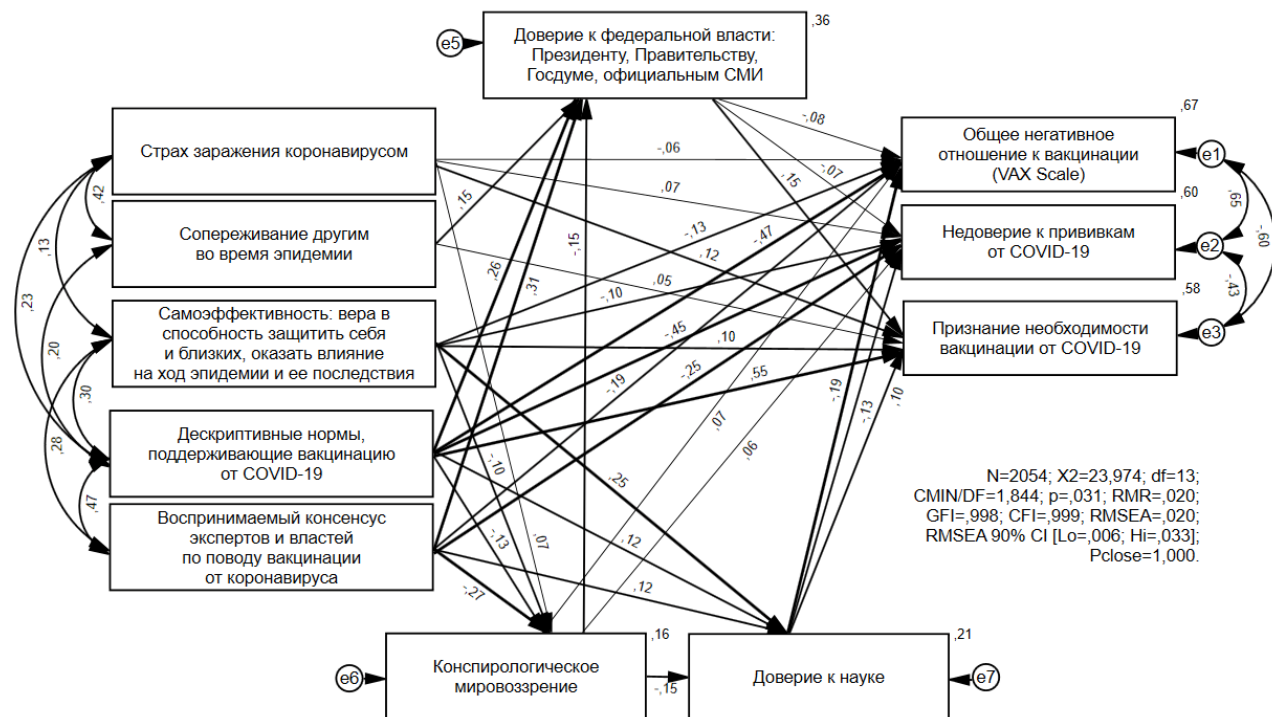 Доверие к федеральной власти:
Президенту, Правительству,
Госдуме, официальным СМИ
,36
e5
Страх заражения коронавирусом
Сопереживание другим
во время эпидемии
Самоэффективность: вера в
способность защитить себя
и близких, оказать влияние
на ход эпидемии и ее последствия
Дескриптивные нормы,
поддерживающие вакцинацию
от COVID-19
Воспринимаемый консенсус
экспертов и властей
по поводу вакцинации
от коронавируса
,42
,13
,23
,20
,30
,28
,47
-,08
-,07
,15
-,06
,07
,15
-,13
-,47
,12
,26
,31
-,15
-,10
,05
-,45
,10
-,19
-,25
,55
,07
,06
-,19
-,13
,10
-,10
,25
-,13
,07
,12
-,27
,12
,67
Общее негативное
отношение к вакцинации
(VAX Scale)
e1
,60
Недоверие к прививкам
от COVID-19
e2
,58
Признание необходимости
вакцинации от COVID-19
e3
,65
-,60
-,43
N=2054; X2=23,974; df=13;
CMIN/DF=1,844; p=,031; RMR=,020;
GFI=,998; CFI=,999; RMSEA=,020;
RMSEA 90% CI [Lo=,006; Hi=,033];
Pclose=1,000.
e6
Конспирологическое
мировоззрение
,16
-,15
Доверие к науке
,21
e7